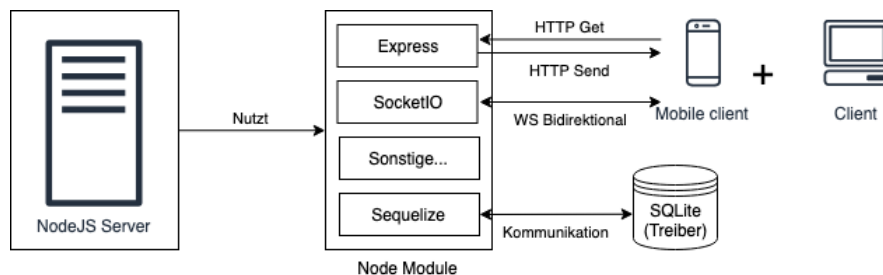 HTTP Get
Express
HTTP Send
SocketIO
Mobile client
+
Client
Nutzt
WS Bidirektional
Sonstige...
SQLite
(Treiber)
Sequelize
NodeJS Server
Kommunikation
Node Module